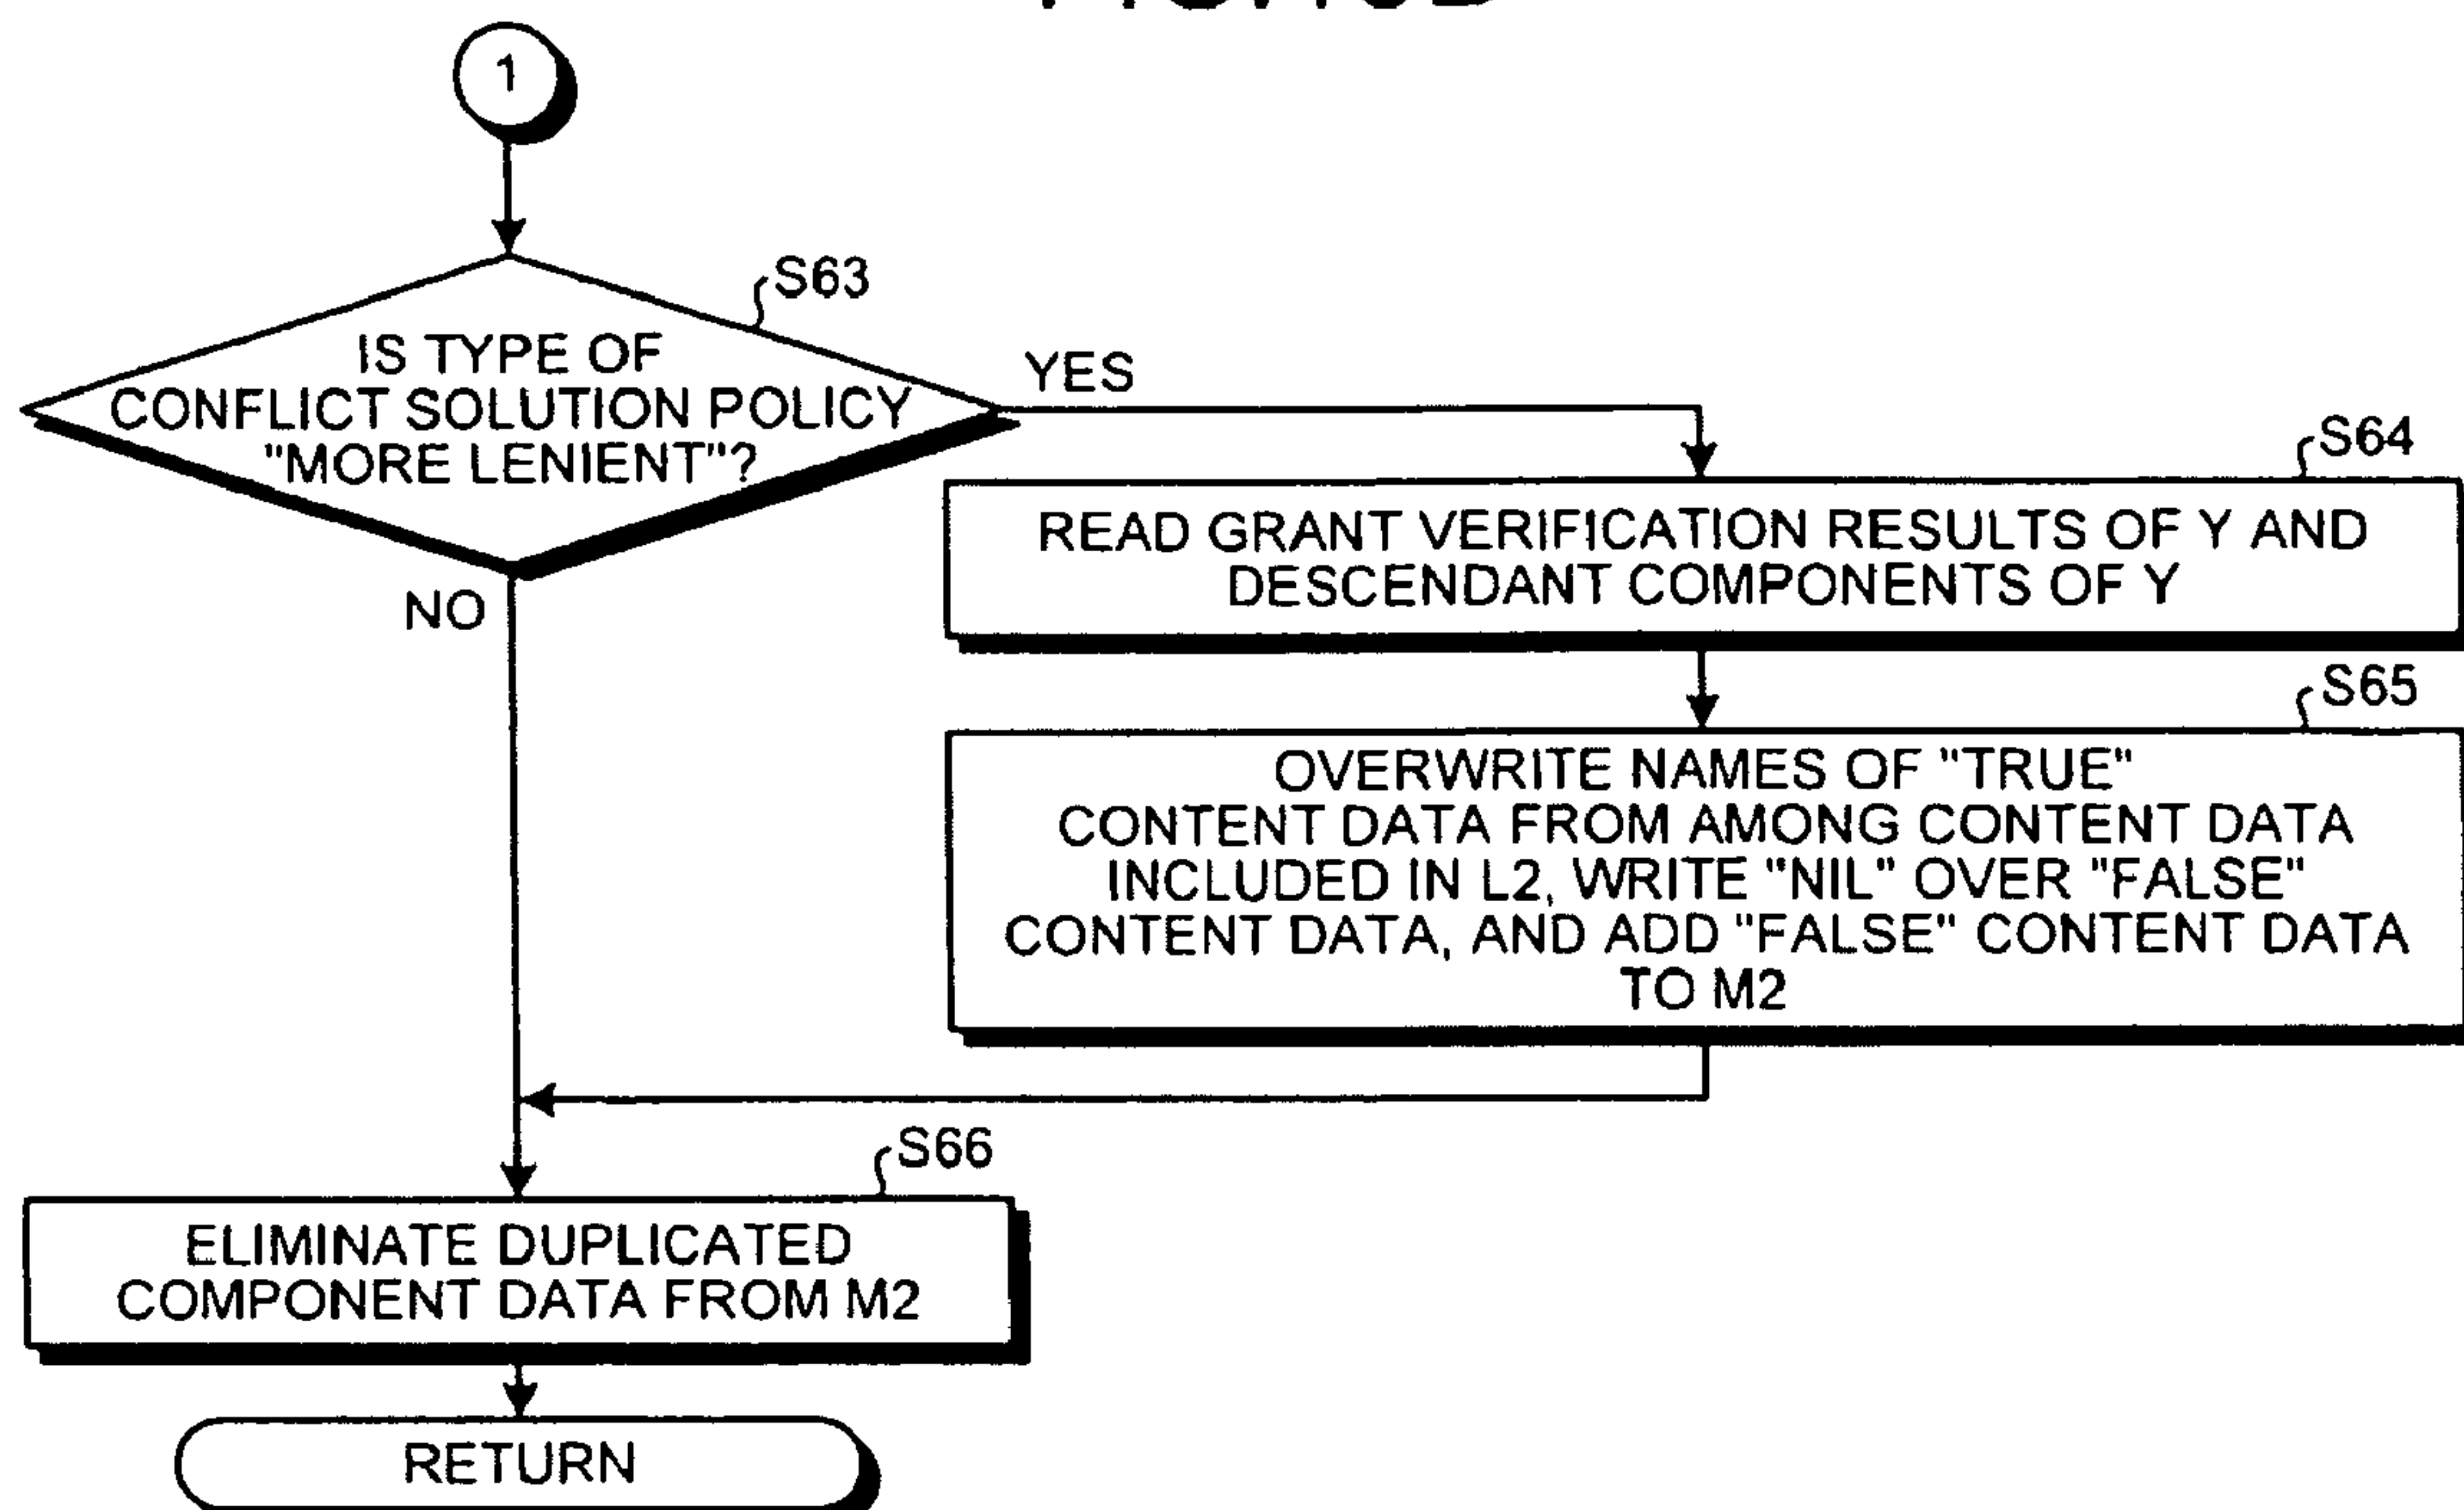 1
S63
IS TYPE OF
CONFLICT SOLUTION POLICY
"MORE LENIENT"?
YES
NO
S64
READ GRANT VERIFICATION RESULTS OF Y AND
DESCENDANT COMPONENTS OF Y
S65
OVERWRITE NAMES OF "TRUE"
CONTENT DATA FROM AMONG CONTENT DATA
INCLUDED IN L2, WRITE "NIL" OVER "FALSE"
CONTENT DATA, AND ADD "FALSE" CONTENT DATA
TO M2
S66
ELIMINATE DUPLICATED
COMPONENT DATA FROM M2
RETURN